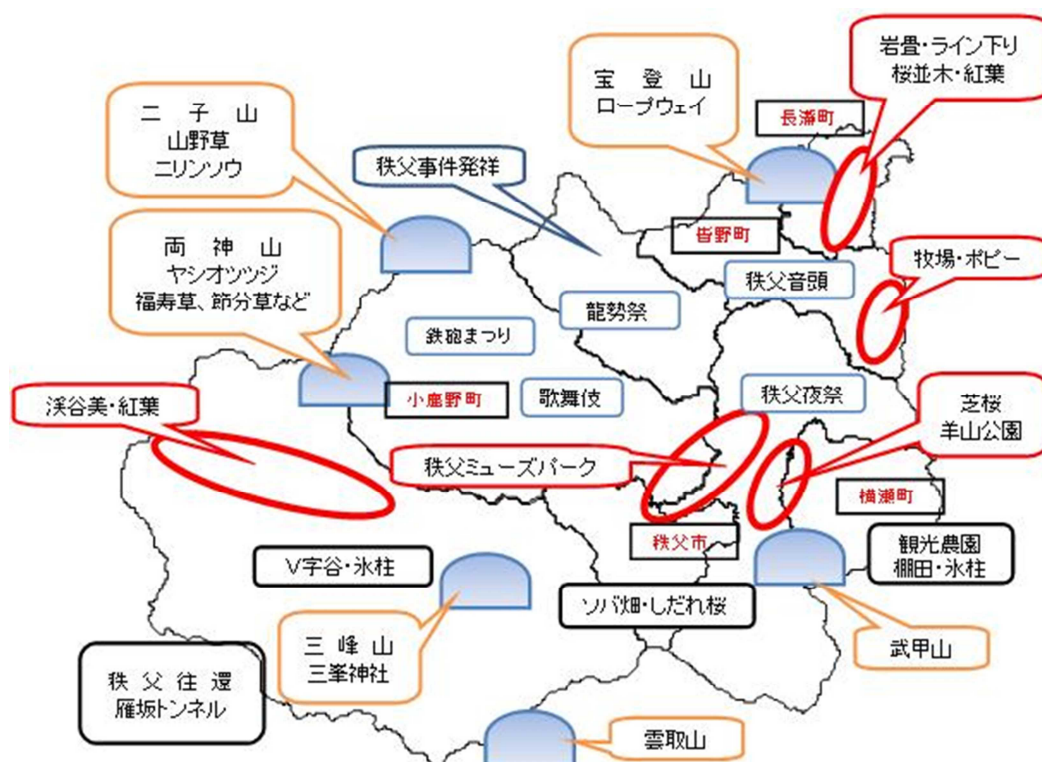 岩畳・ライン下り
桜並木・紅葉
宝登山
ロープウェイ
長瀞町
二子山
山野草
ニリンソウ
秩父事件発祥
皆野町
両神山
ヤシオツツジ
福寿草、節分草など
牧場・ポピー
秩父音頭
龍勢祭
鉄砲まつり
渓谷美・紅葉
小鹿野町
歌舞伎
秩父夜祭
芝桜
羊山公園
秩父ミューズパーク
横瀬町
秩父市
観光農園
棚田・氷柱
V字谷・氷柱
ソバ畑・しだれ桜
三峰山
三峯神社
武甲山
秩父往還
雁坂トンネル
雲取山